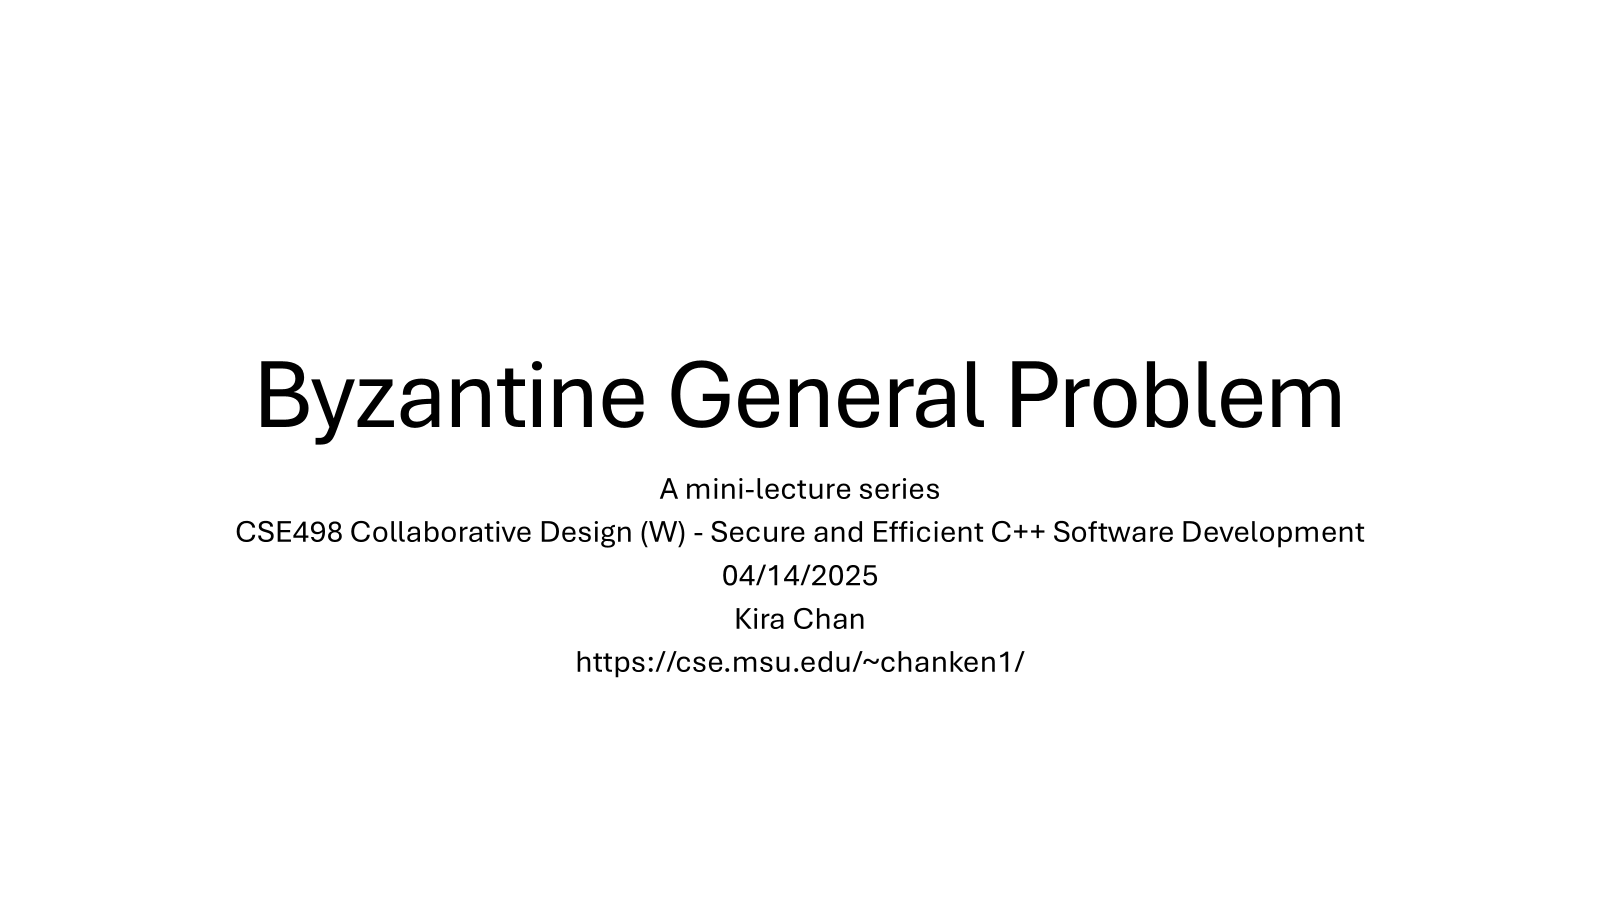 Byzantine General Problem
A mini-lecture series
CSE498 Collaborative Design (W) - Secure and Efficient C++ Software Development
04/14/2025
Kira Chan
https://cse.msu.edu/~chanken1/